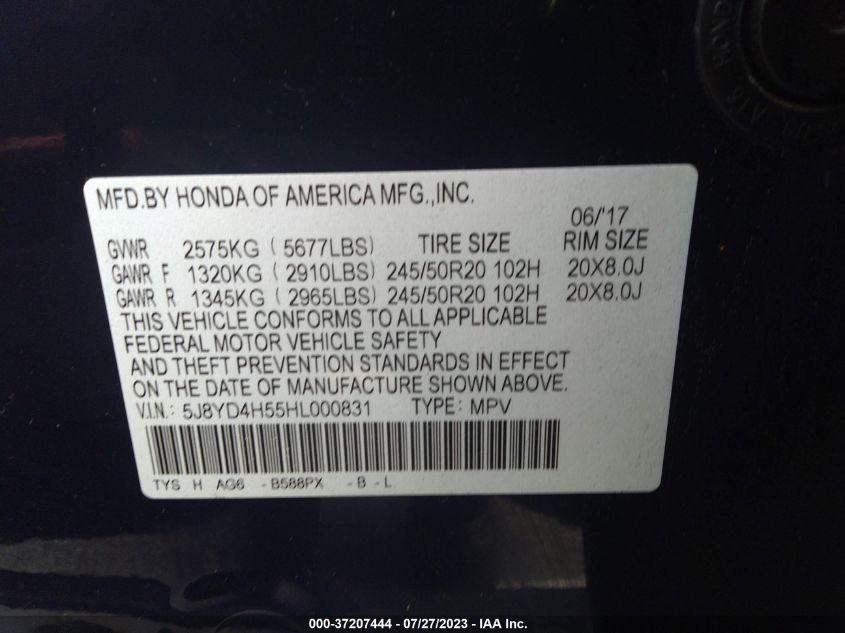 HONDA
AT6
MFD.BY HONDA OF AMERICA MFG.,INC.
06/'17
GVWR 2575KG ( 5677LBS) TIRE SIZE RIM SIZE
GAWR F 1320KG ( 2910LBS) 245/50R20 102H 20X8.0J
GAWR R 1345KG ( 2965LBS) 245/50R20 102H 20X8.0J
THIS VEHICLE CONFORMS TO ALL APPLICABLE
FEDERAL MOTOR VEHICLE SAFETY
AND THEFT PREVENTION STANDARDS IN EFFECT
ON THE DATE OF MANUFACTURE SHOWN ABOVE.
V.I.N.: 5J8YD4H55HL000831 TYPE: MPV
TYS H AG6 -B588PX -B -L
000-37207444 / 07/27/2023 - IAA Inc.